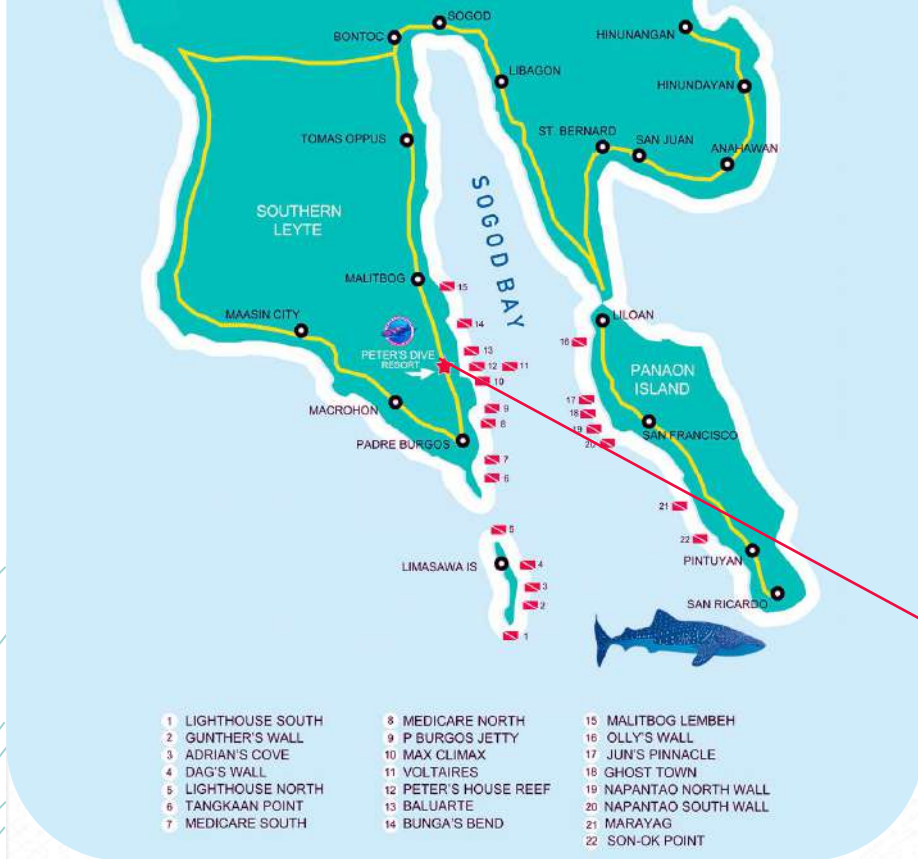 SOGOD
BONTOC
HINUNANGAN
LIBAGON
HINUNDAYAN
ST. BERNARD
SAN JUAN
ANAHAWAN
TOMAS OPPUS
SOUTHERN
LEYTE
SOGOD BAY
MALITBOG
15
MAASIN CITY
14
LILOAN
16
PETER'S DIVE
RESORT
13
12
11
10
PANAON
ISLAND
MACROHON
9
8
17
18
19
20
SAN FRANCISCO
PADRE BURGOS
7
6
21
5
22
LIMASAWA IS
4
PINTUYAN
3
2
SAN RICARDO
1
1 LIGHTHOUSE SOUTH
2 GUNTHER'S WALL
3 ADRIAN'S COVE
4 DAG'S WALL
5 LIGHTHOUSE NORTH
6 TANGKAAN POINT
7 MEDICARE SOUTH
8 MEDICARE NORTH
9 P BURGOS JETTY
10 MAX CLIMAX
11 VOLTAIRES
12 PETER'S HOUSE REEF
13 BALUARTE
14 BUNGA'S BEND
15 MALITBOG LEMBEH
16 OLLY'S WALL
17 JUN'S PINNACLE
18 GHOST TOWN
19 NAPANTAO NORTH WALL
20 NAPANTAO SOUTH WALL
21 MARAYAG
22 SON-OK POINT